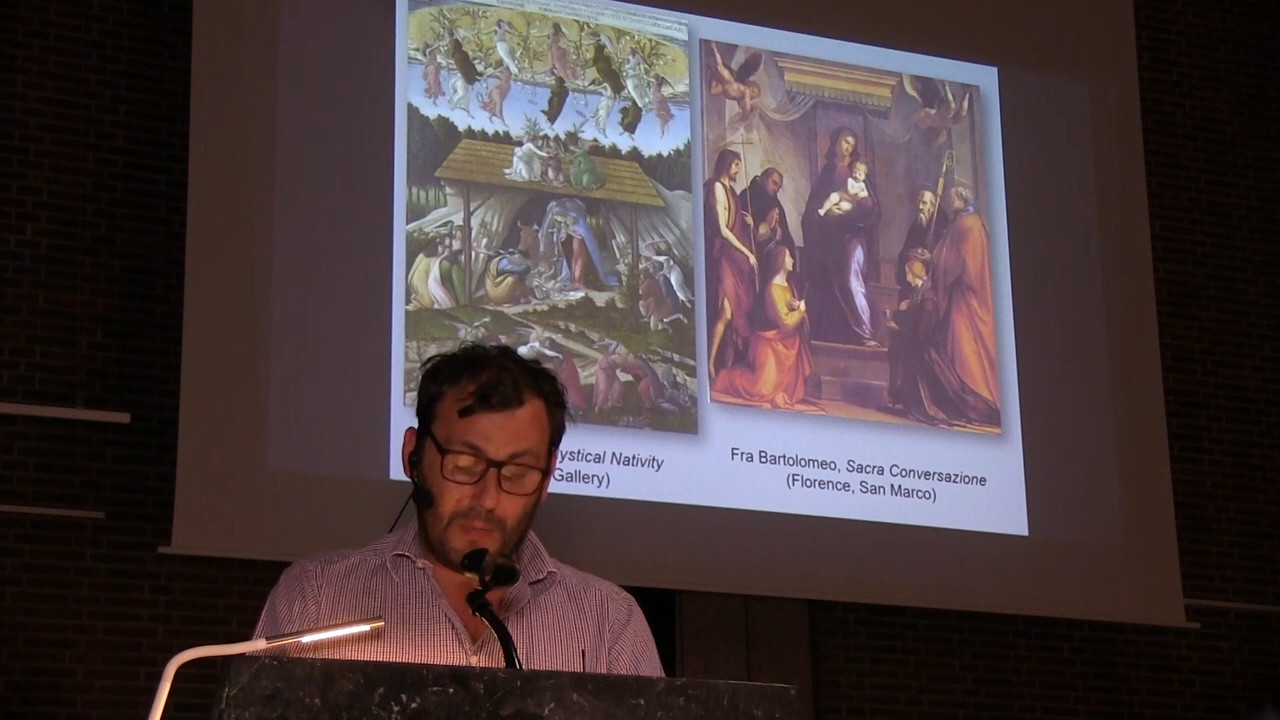 ystical Nativity
Gallery)
Fra Bartolomeo, Sacra Conversazione
(Florence, San Marco)